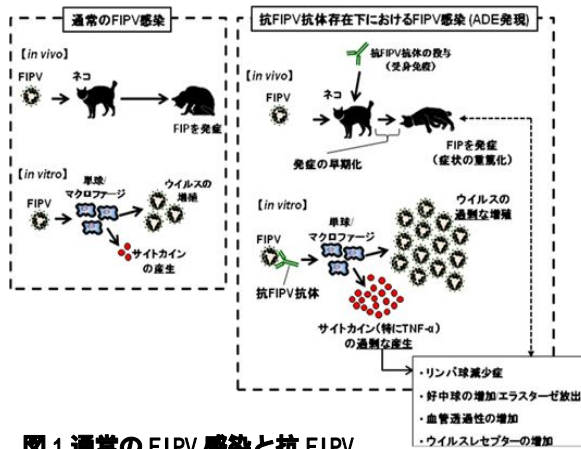 通常のFIPV感染
【in vivo】
FIPV
ネコ
FIPを発症
【in vitro】
FIPV
単球/
マクロファージ
ウイルスの
増殖
サイトカイン
の産生
抗FIPV抗体存在下におけるFIPV感染(ADE発現)
抗FIPV抗体の投与
(受身免疫)
【in vivo】
FIPV
ネコ
発症の早期化
FIPを発症
(症状の重篤化)
【in vitro】
FIPV
単球/
マクロファージ
ウイルスの
過剰な増殖
抗FIPV抗体
サイトカイン(特にTNF-α)
の過剰な産生
・リンパ球減少症
・好中球の増加/エラスターゼ放出
・血管透過性の増加
・ウイルスレセプターの増加
図 1 通常の FIPV 感染と抗 FIPV